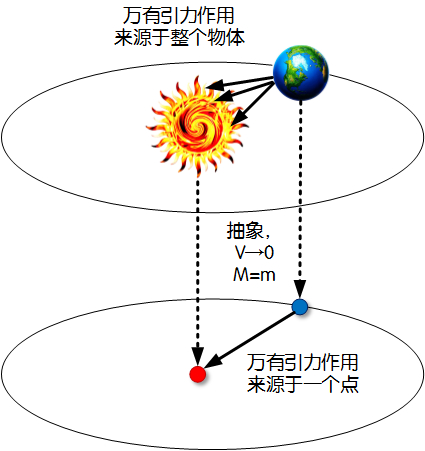 万有引力作用
来源于整个物体
抽象，
V→0
M=m
万有引力作用
来源于一个点